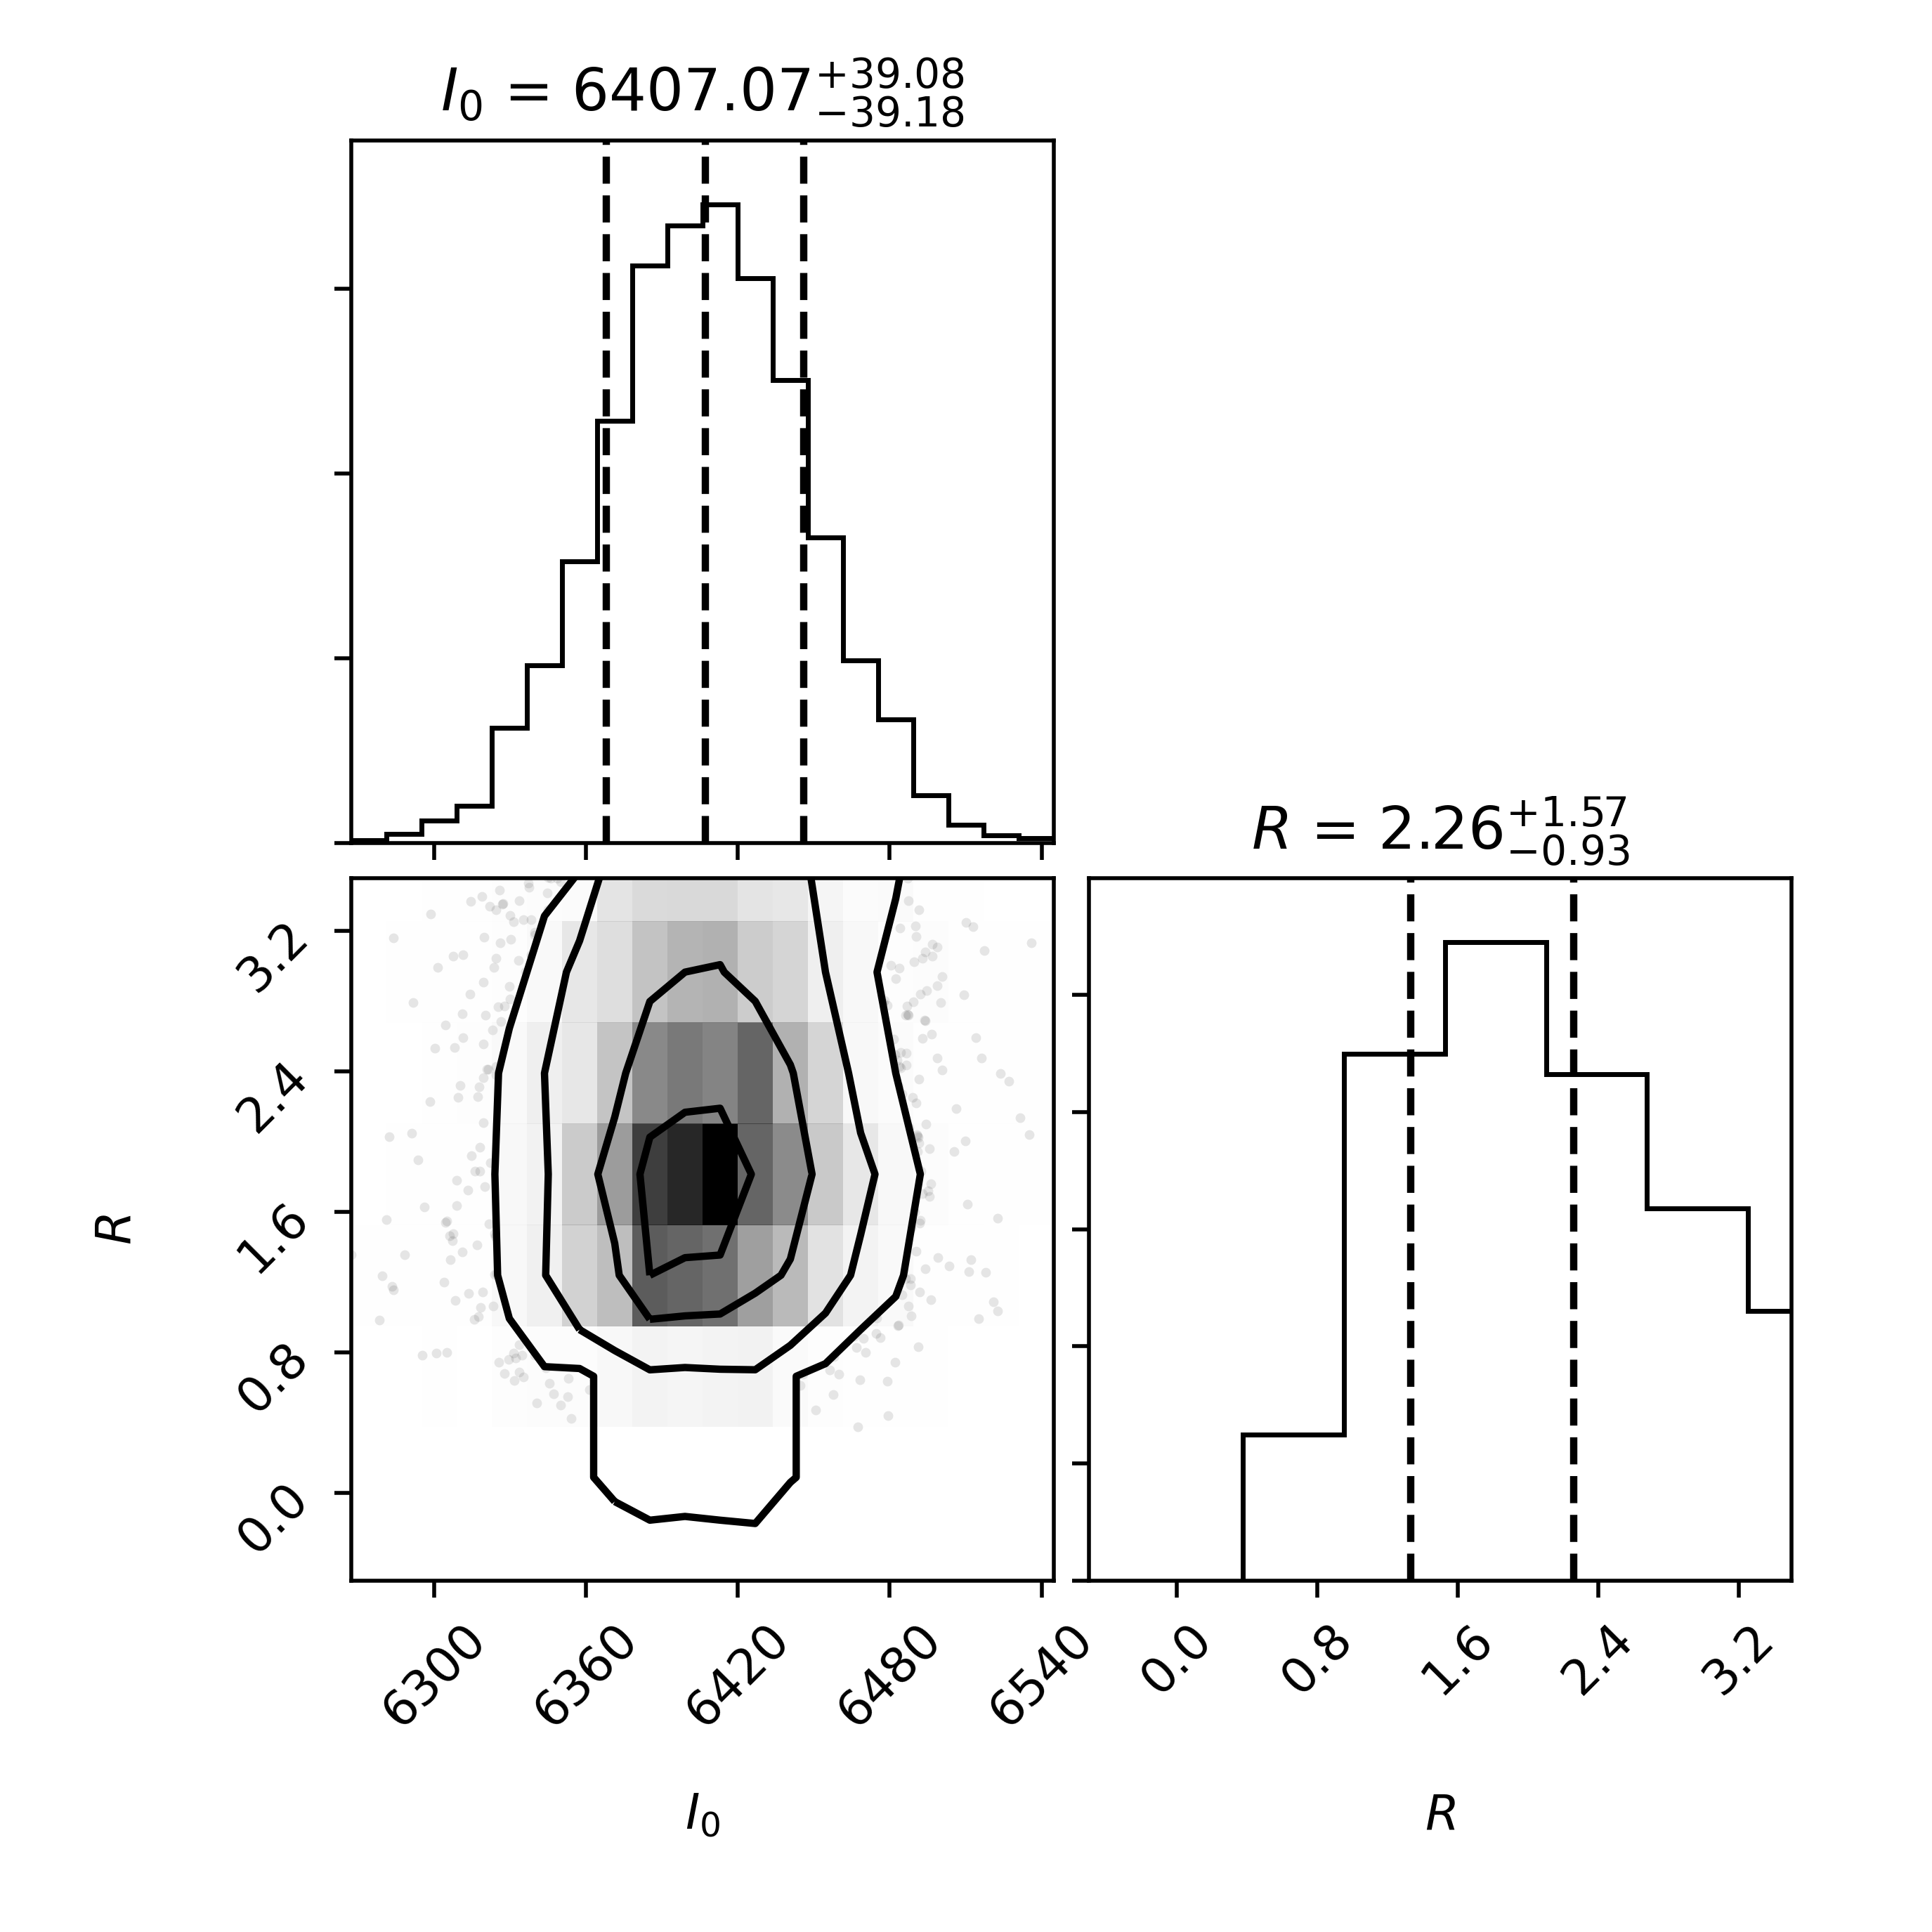 I₀ = 6407.07⁺³⁹·⁰⁸₋₃₉.₁₈
R = 2.26⁺¹·⁵⁷₋₀.₉₃
3.2
2.4
1.6
0.8
0.0
R
6300 6360 6420 6480 6540
0.0 0.8 1.6 2.4 3.2
I₀
R